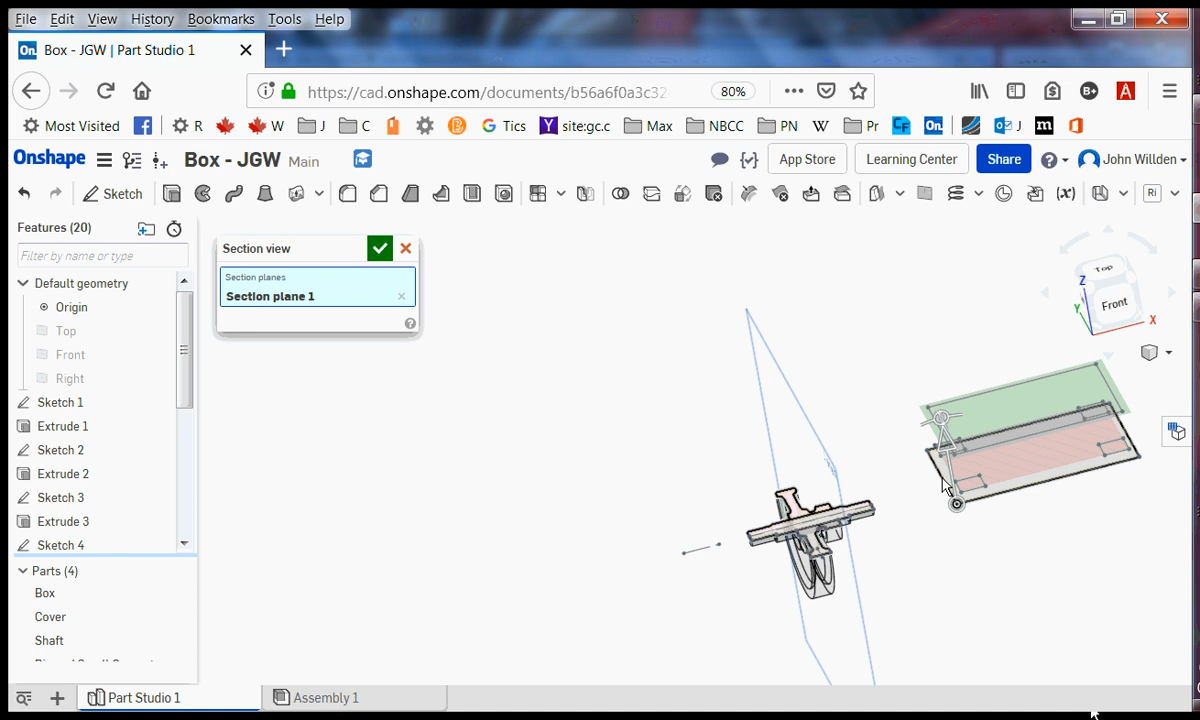 File Edit View History Bookmarks Tools Help
On Box - JGW | Part Studio 1
https://cad.onshape.com/documents/b56a6f0a3c32 80%
Most Visited R W J C Tics site:gc.c Max NBCC PN W Pr CF On J m
Onshape Box - JGW Main App Store Learning Center Share John Willden
Sketch (x) Ri
Features (20)
Filter by name or type
Default geometry
Origin
Top
Front
Right
Sketch 1
Extrude 1
Sketch 2
Extrude 2
Sketch 3
Extrude 3
Sketch 4
Parts (4)
Box
Cover
Shaft
Section view
Section planes
Section plane 1
Top
Front
Z
Y
X
Part Studio 1 Assembly 1